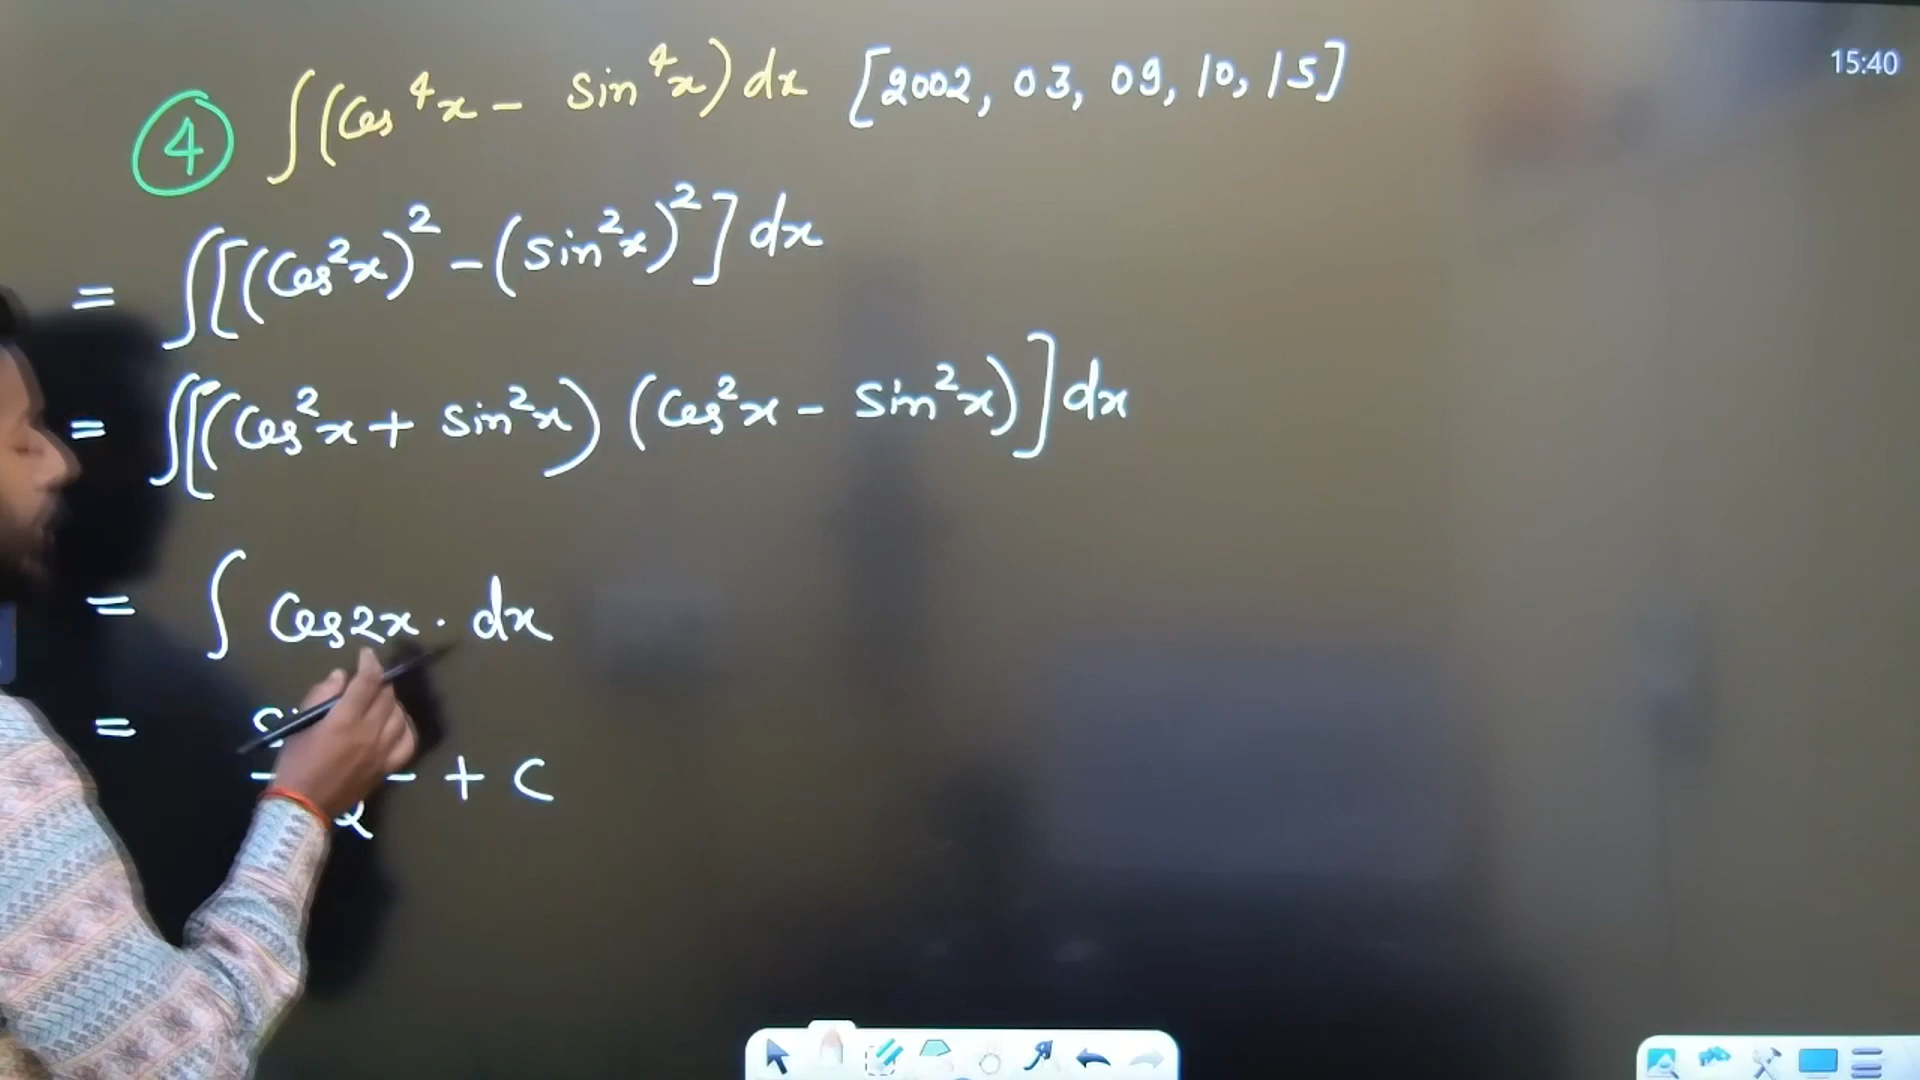 15:40
④ ∫(cos⁴x − sin⁴x) dx [2002, 03, 09, 10, 15]
= ∫[(cos²x)² − (sin²x)²] dx
= ∫[(cos²x + sin²x) (cos²x − sin²x)] dx
= ∫ cos2x · dx
= + c
2